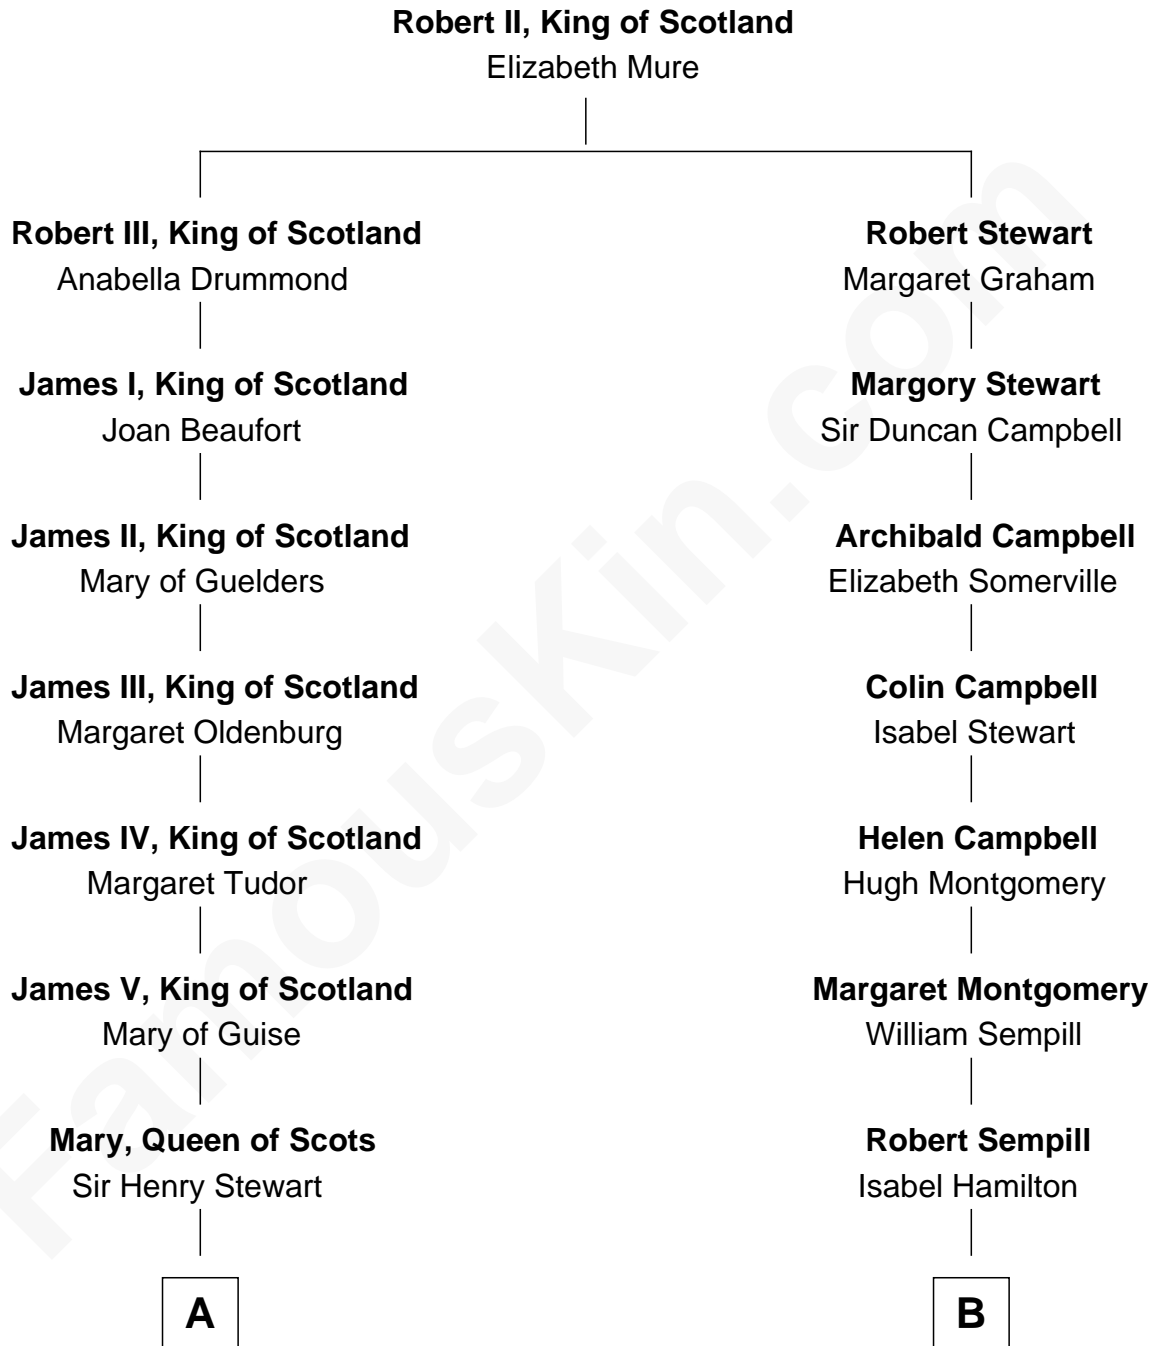 Robert II, King of Scotland
Elizabeth Mure
Robert III, King of Scotland
Anabella Drummond
Robert Stewart
Margaret Graham
James I, King of Scotland
Joan Beaufort
Margory Stewart
Sir Duncan Campbell
James II, King of Scotland
Mary of Guelders
Archibald Campbell
Elizabeth Somerville
James III, King of Scotland
Margaret Oldenburg
Colin Campbell
Isabel Stewart
James IV, King of Scotland
Margaret Tudor
Helen Campbell
Hugh Montgomery
James V, King of Scotland
Mary of Guise
Margaret Montgomery
William Sempill
Mary, Queen of Scots
Sir Henry Stewart
Robert Sempill
Isabel Hamilton
A
B
FamousKin.com